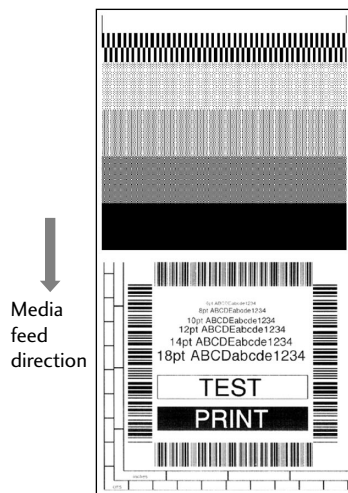 Media
feed
direction
6pt ABCDEabcde1234
8pt ABCDEabcde1234
10pt ABCDEabcde1234
12pt ABCDEabcde1234
14pt ABCDEabcde1234
18pt ABCDabcde1234
TEST
PRINT